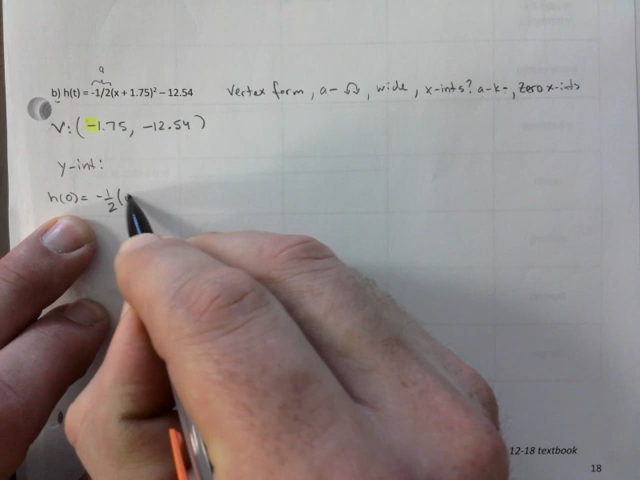 a
b) h(t) = -1/2(x + 1.75)² – 12.54 Vertex form, a- , wide, x-ints? a- k-, Zero x-ints
V: (-1.75, -12.54)
y-int:
h(0) = -1/2 (
12-18 textbook
18